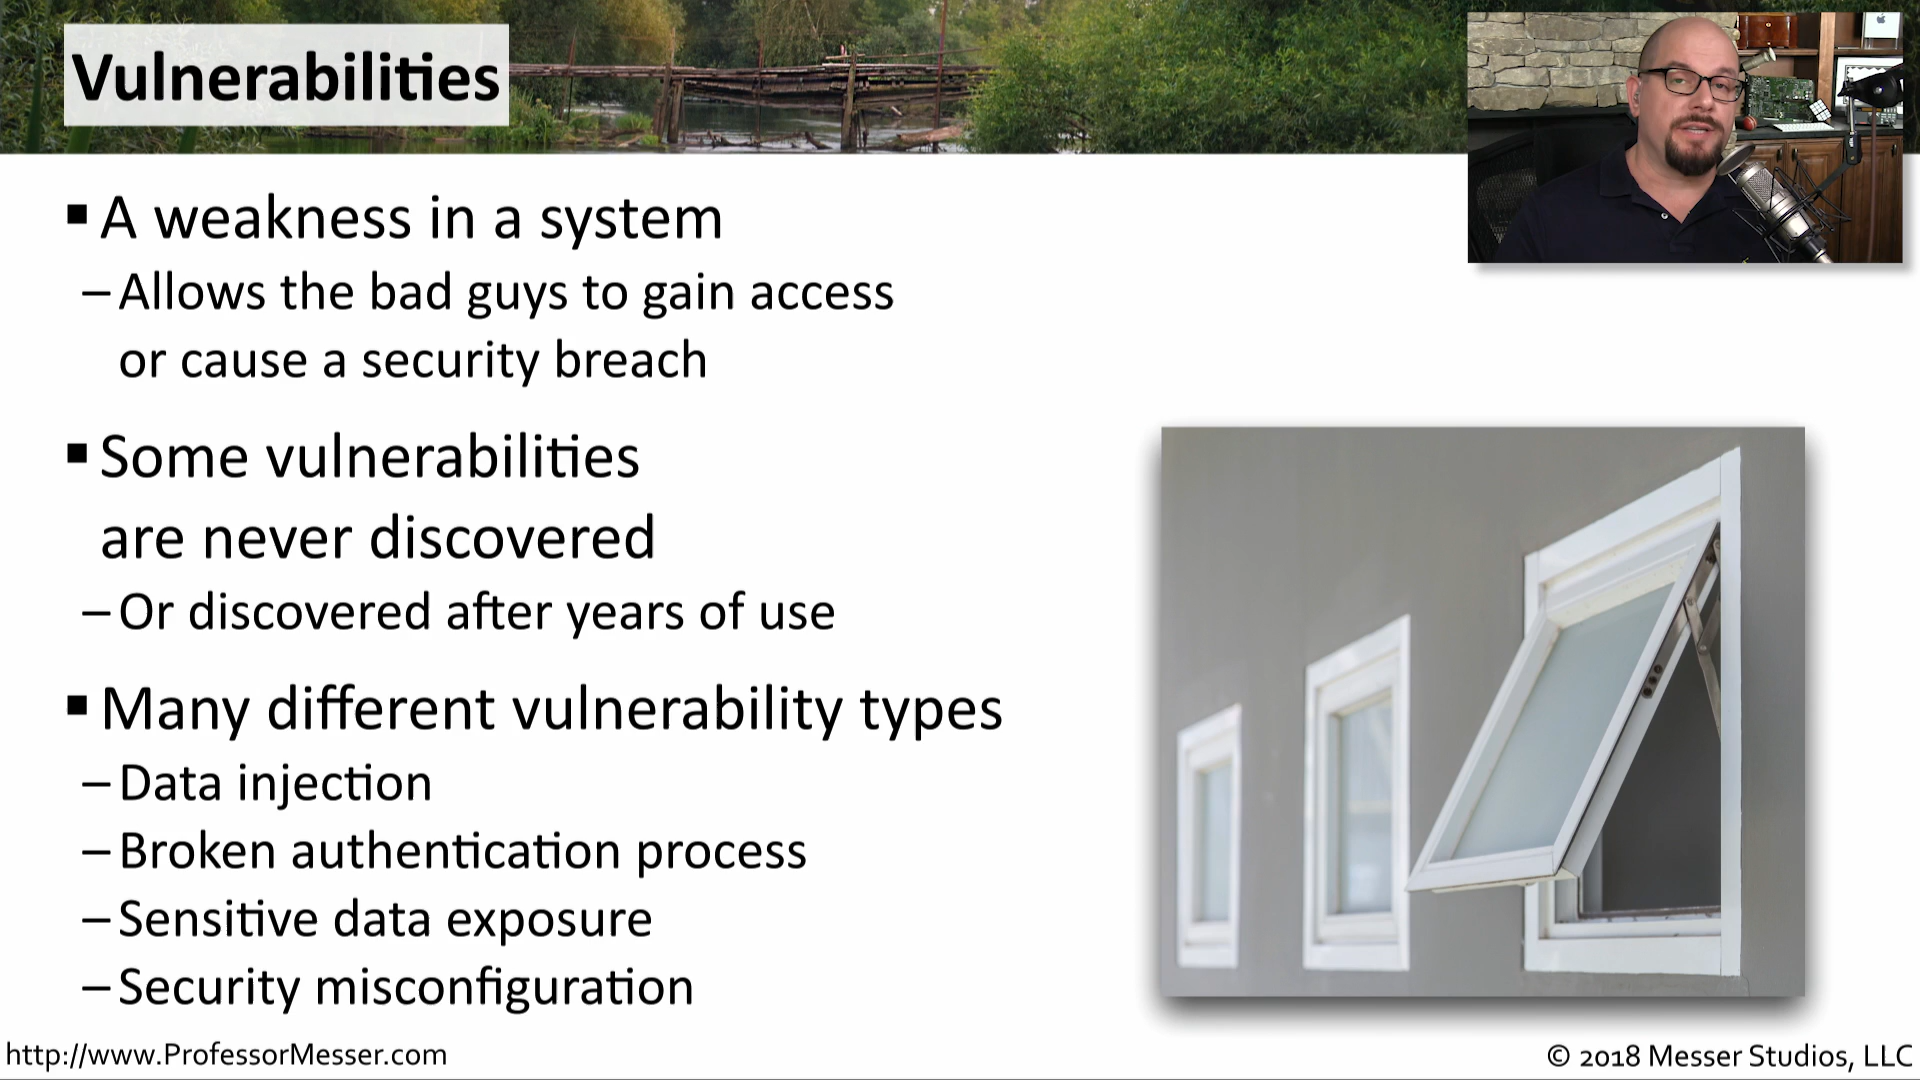 Vulnerabilities
▪ A weakness in a system
– Allows the bad guys to gain access
or cause a security breach
▪ Some vulnerabilities
are never discovered
– Or discovered after years of use
▪ Many different vulnerability types
– Data injection
– Broken authentication process
– Sensitive data exposure
– Security misconfiguration
http://www.ProfessorMesser.com
© 2018 Messer Studios, LLC